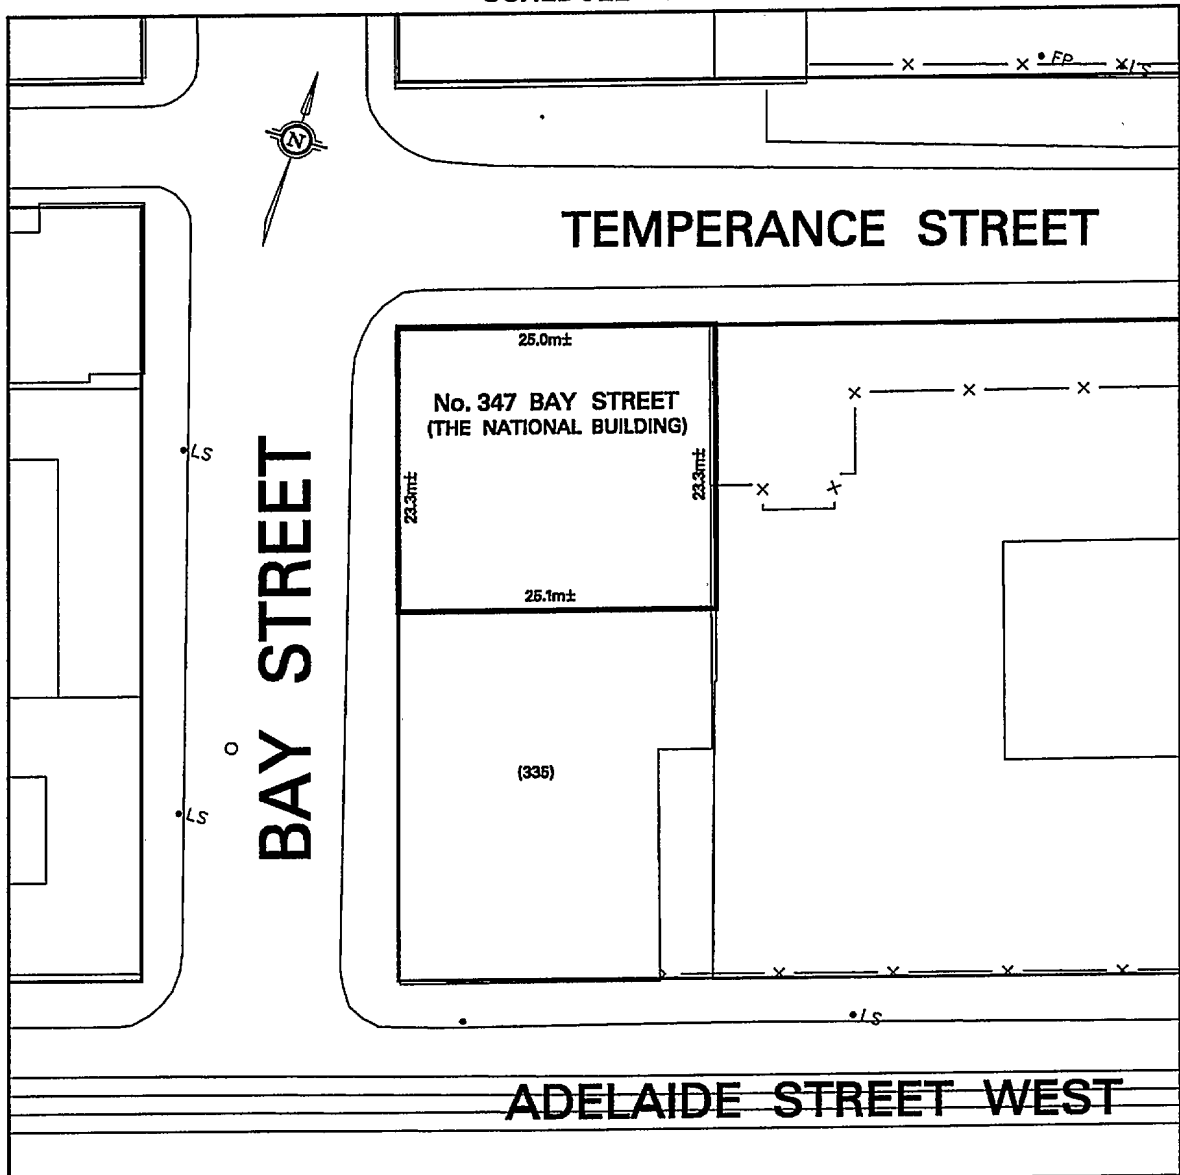 FP
LS
N
TEMPERANCE STREET
25.0m±
No. 347 BAY STREET
(THE NATIONAL BUILDING)
LS
BAY STREET
23.3m±
23.3m±
25.1m±
(335)
LS
LS
ADELAIDE STREET WEST